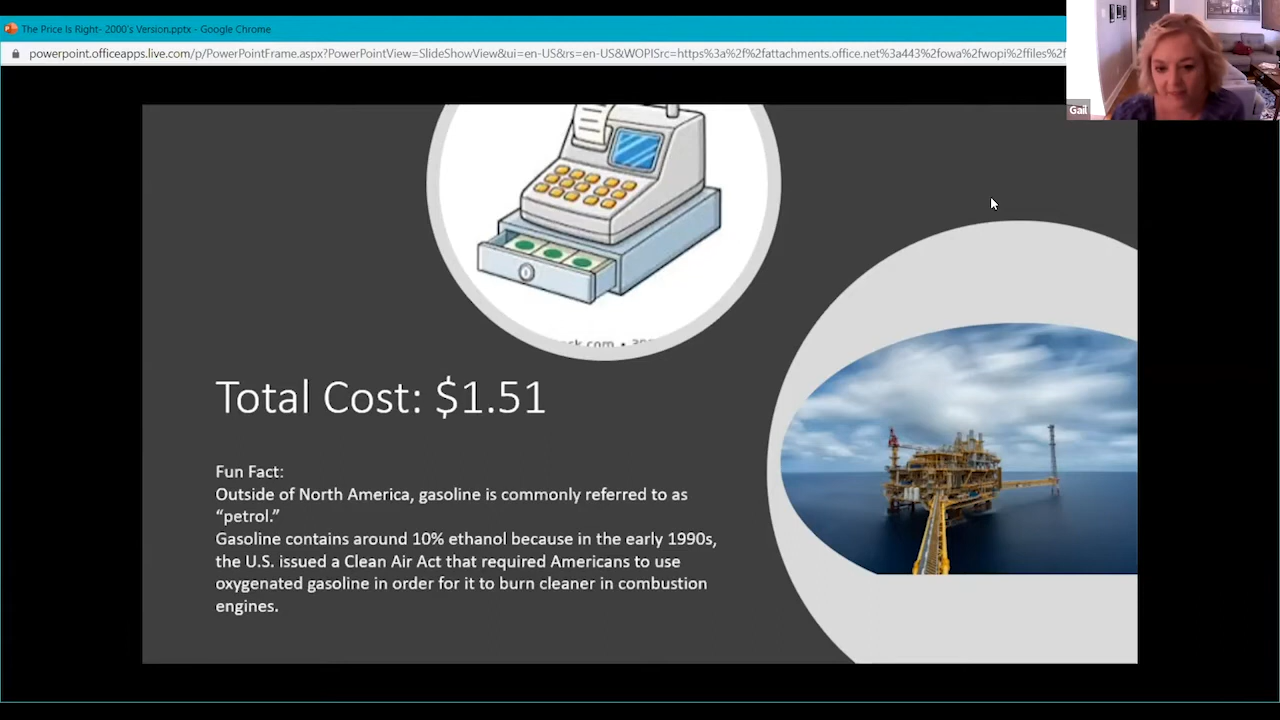 The Price Is Right- 2000's Version.pptx - Google Chrome
powerpoint.officeapps.live.com/p/PowerPointFrame.aspx?PowerPointView=SlideShowView&ui=en-US&rs=en-US&WOPISrc=https%3a%2f%2fattachments.office.net%3a443%2fowa%2fwopi%2ffiles%2f
Gail
Total Cost: $1.51
Fun Fact:
Outside of North America, gasoline is commonly referred to as
“petrol.”
Gasoline contains around 10% ethanol because in the early 1990s,
the U.S. issued a Clean Air Act that required Americans to use
oxygenated gasoline in order for it to burn cleaner in combustion
engines.